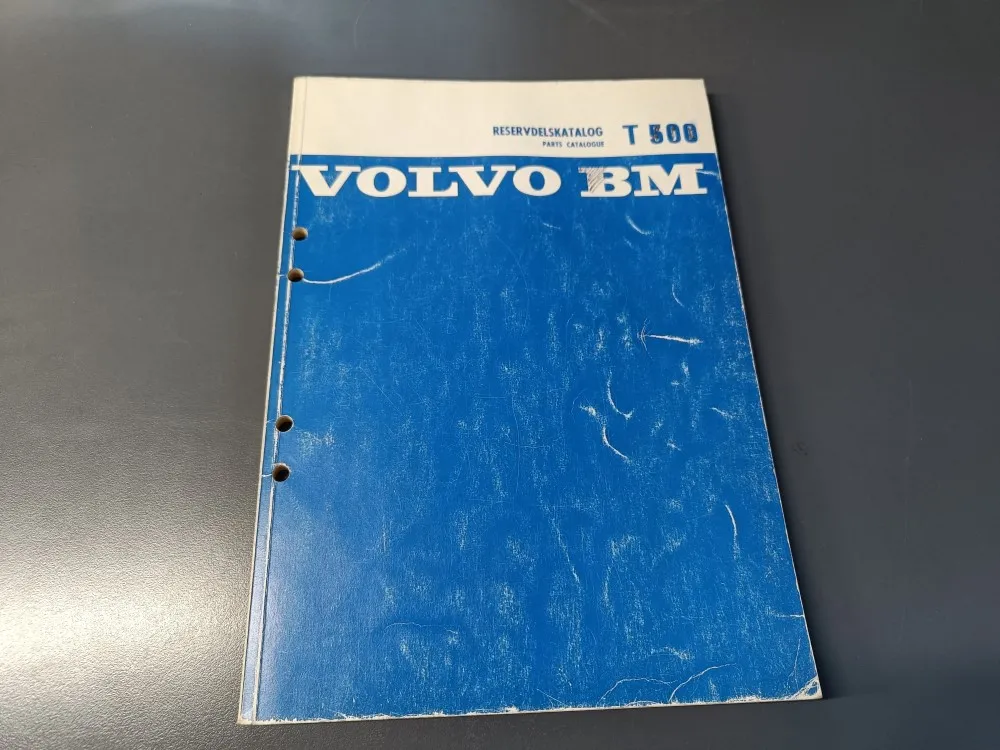 RESERVDELSKATALOG T 500
PARTS CATALOGUE
VOLVO BM